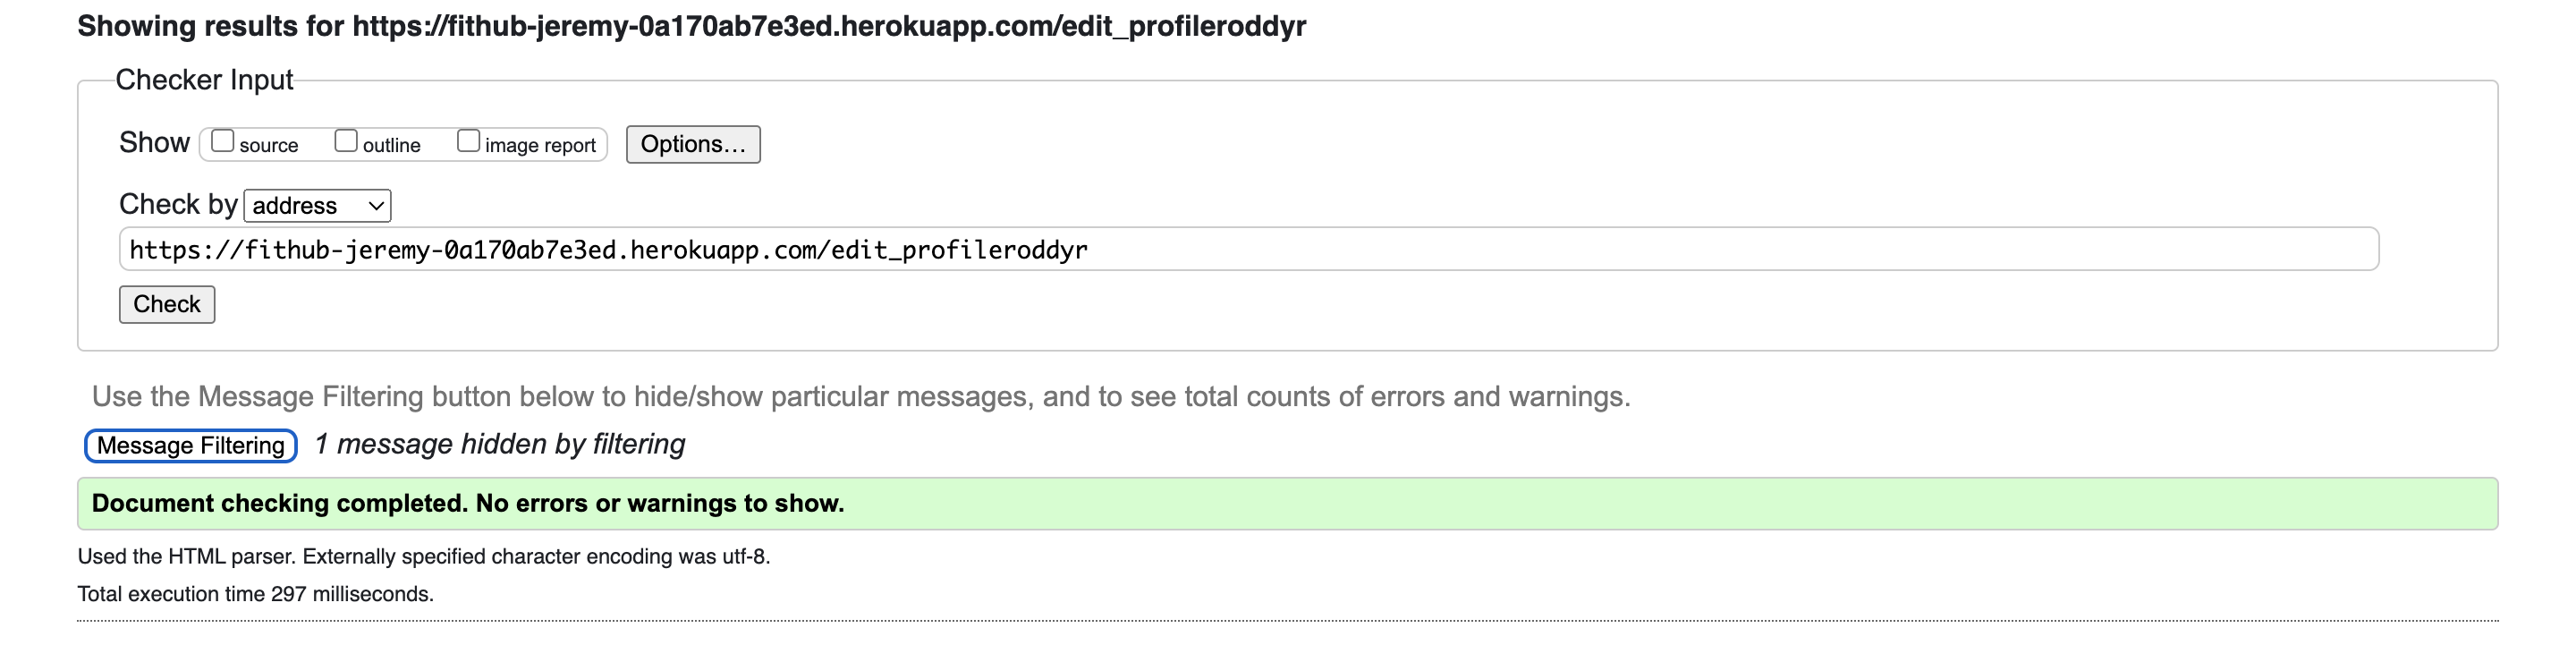 Showing results for https://fithub-jeremy-0a170ab7e3ed.herokuapp.com/edit_profileroddyr
Checker Input
Show source outline image report Options...
Check by address
https://fithub-jeremy-0a170ab7e3ed.herokuapp.com/edit_profileroddyr
Check
Use the Message Filtering button below to hide/show particular messages, and to see total counts of errors and warnings.
Message Filtering 1 message hidden by filtering
Document checking completed. No errors or warnings to show.
Used the HTML parser. Externally specified character encoding was utf-8.
Total execution time 297 milliseconds.